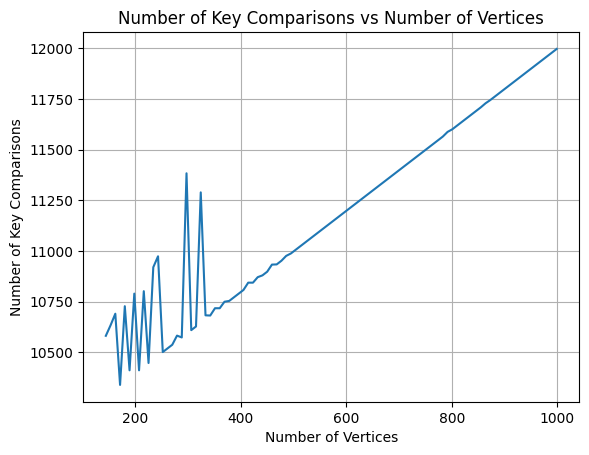 Number of Key Comparisons vs Number of Vertices
12000
11750
11500
11250
11000
10750
10500
Number of Key Comparisons
200 400 600 800 1000
Number of Vertices